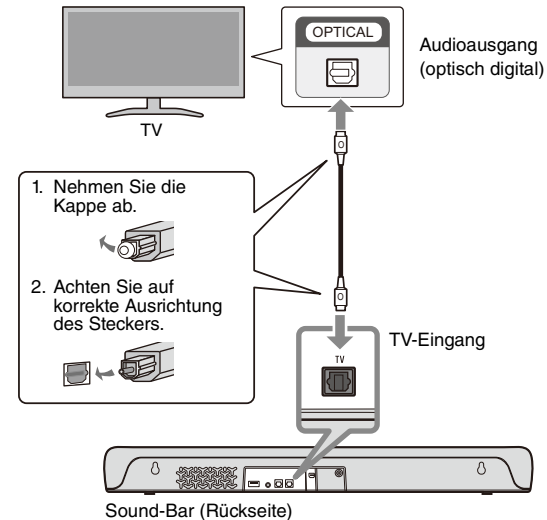 OPTICAL
Audioausgang
(optisch digital)
TV
1. Nehmen Sie die
Kappe ab.
2. Achten Sie auf
korrekte Ausrichtung
des Steckers.
TV-Eingang
TV
Sound-Bar (Rückseite)